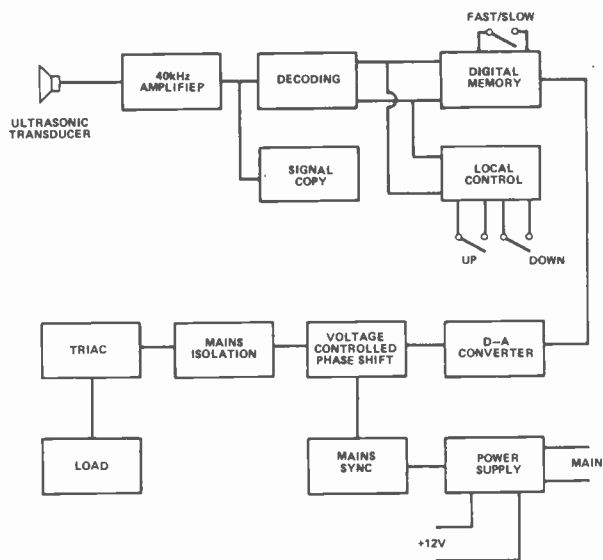 FAST/SLOW
40kHz
AMPLIFIEP
DECODING
DIGITAL
MEMORY
ULTRASONIC
TRANSDUCER
SIGNAL
COPY
LOCAL
CONTROL
UP
DOWN
TRIAC
MAINS
ISOLATION
VOLTAGE
CONTROLLED
PHASE SHIFT
D–A
CONVERTER
LOAD
MAINS
SYNC
POWER
SUPPLY
MAIN
+12V